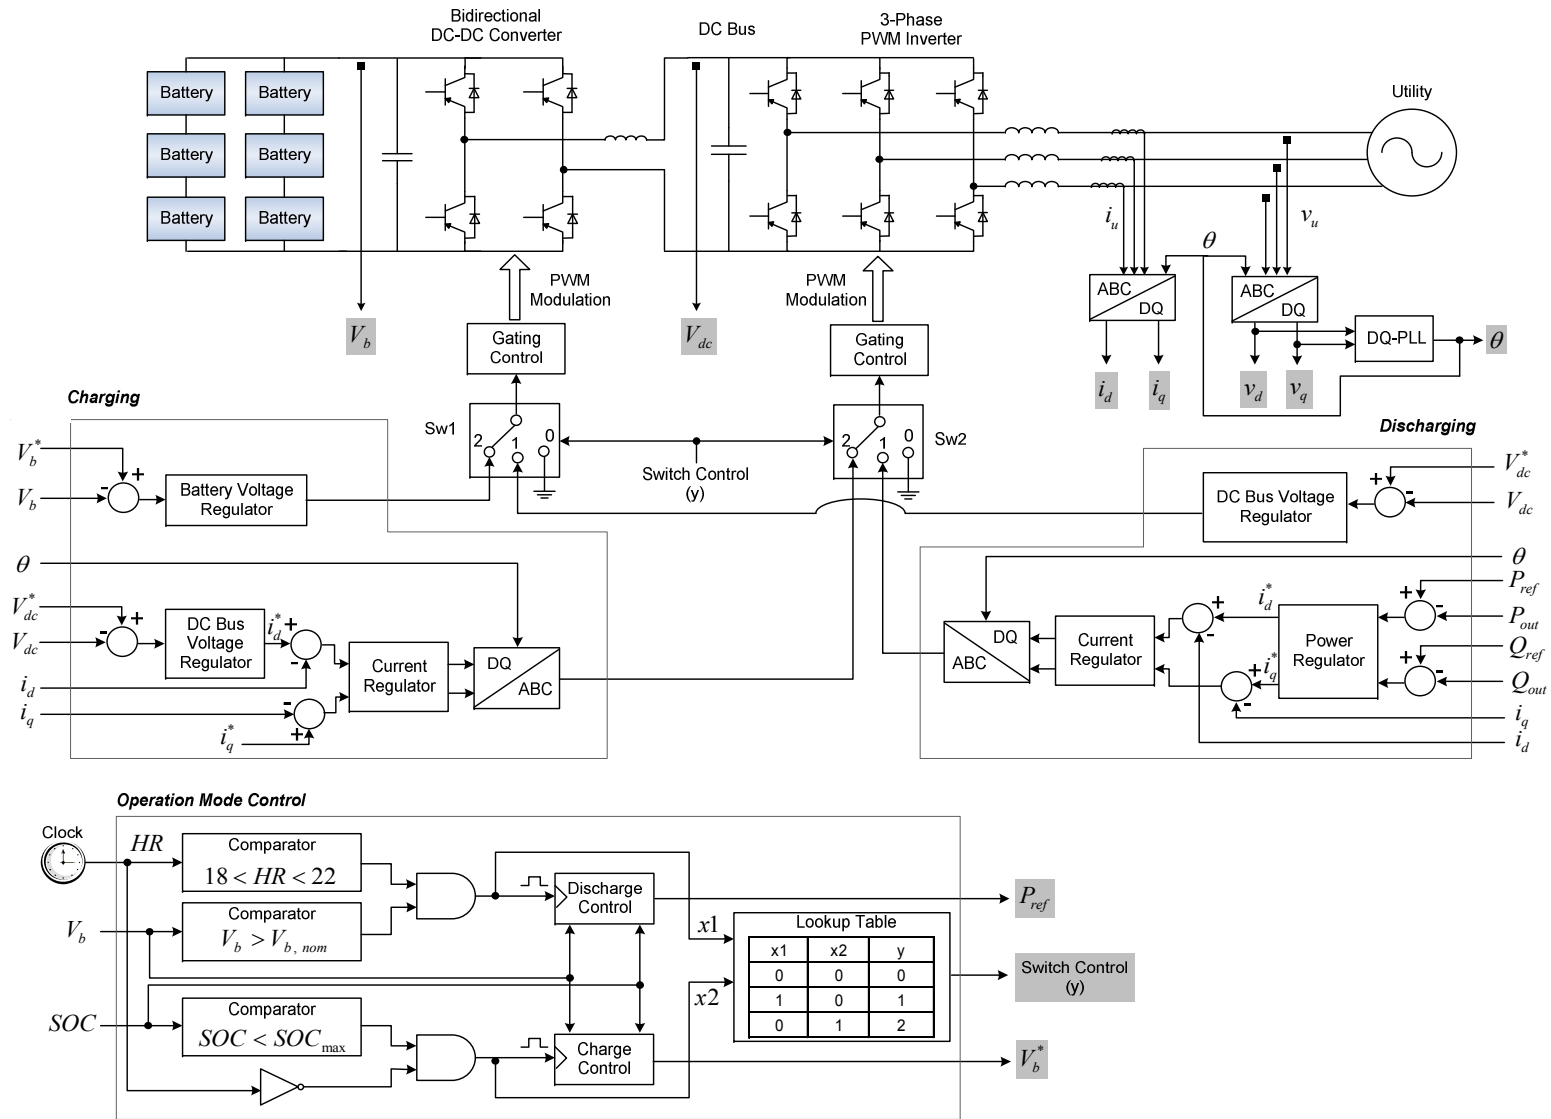 Bidirectional
DC-DC Converter
DC Bus
3-Phase
PWM Inverter
Utility
Battery
Battery
Battery
Battery
Battery
Battery
i_u
v_u
θ
PWM
Modulation
PWM
Modulation
ABC
DQ
ABC
DQ
V_b
V_dc
Gating
Control
Gating
Control
DQ-PLL
θ
i_d
i_q
v_d
v_q
Charging
Sw1
2
1
0
Switch Control
(y)
2
1
0
Sw2
Discharging
V_b^*
+
-
V_b
Battery Voltage
Regulator
DC Bus Voltage
Regulator
+
-
V_dc^*
V_dc
θ
V_dc^*
+
-
V_dc
DC Bus
Voltage
Regulator
i_d^*
+
-
i_d
i_q
-
+
i_q^*
Current
Regulator
DQ
ABC
θ
DQ
ABC
Current
Regulator
+
-
i_d^*
+
-
i_q^*
Power
Regulator
+
-
+
-
P_ref
P_out
Q_ref
Q_out
i_q
i_d
Operation Mode Control
Clock
HR
Comparator
18 < HR < 22
V_b
Comparator
V_b > V_b, nom
SOC
Comparator
SOC < SOC_max
Discharge
Control
Charge
Control
x1
x2
Lookup Table
x1 x2 y
0 0 0
1 0 1
0 1 2
P_ref
Switch Control
(y)
V_b^*